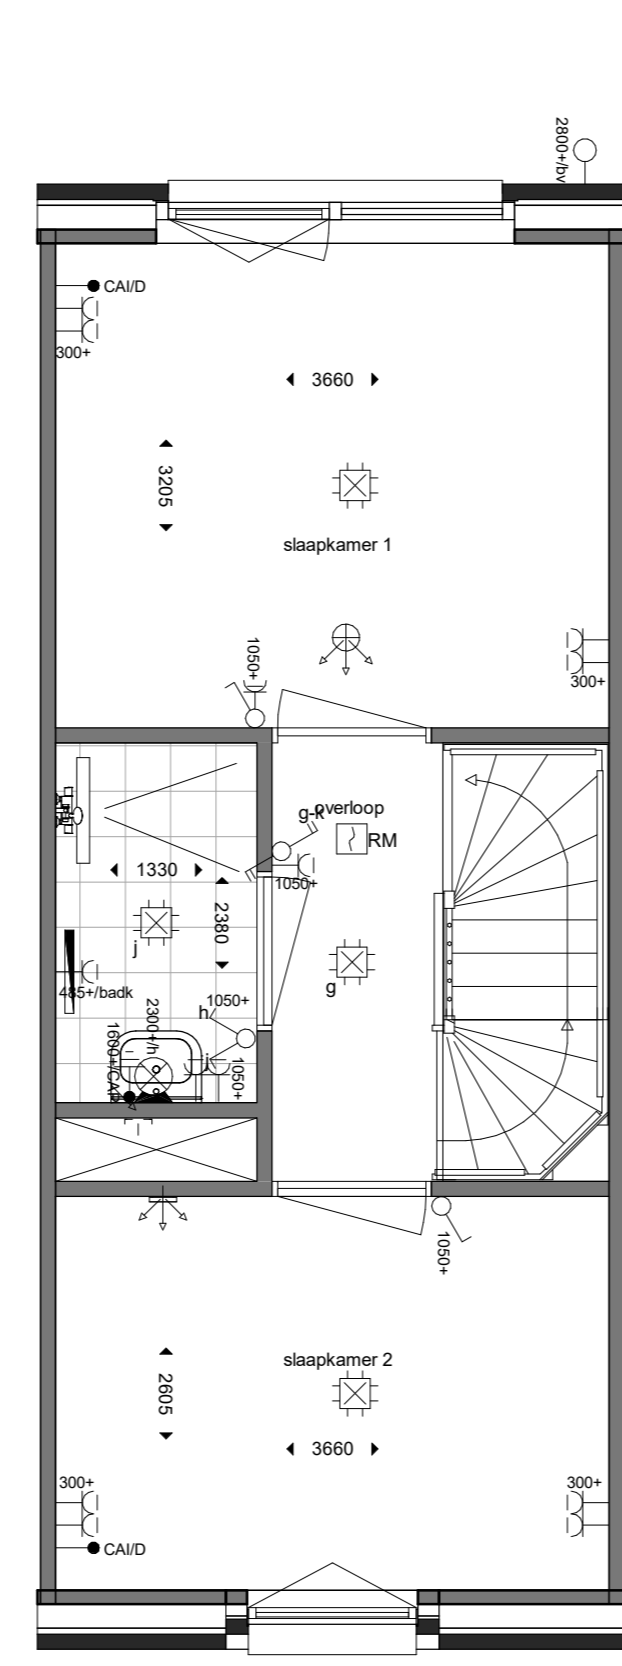 2800+/bv
CAI/D
300+
3660
3205
slaapkamer 1
1050+
300+
overloop
g-k
RM
1330
1050+
2380
j
g
485+/badk
1050+
h
2300+/h
1600+/CAP
j
1050+
1050+
slaapkamer 2
2605
3660
300+
300+
CAI/D